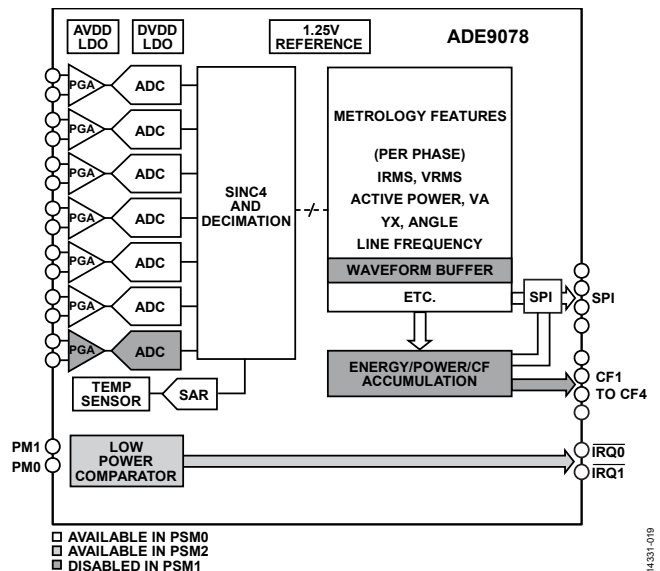 AVDD
LDO
DVDD
LDO
1.25V
REFERENCE
ADE9078
PGA
ADC
PGA
ADC
PGA
ADC
PGA
ADC
PGA
ADC
PGA
ADC
PGA
ADC
SINC4
AND
DECIMATION
METROLOGY FEATURES
(PER PHASE)
IRMS, VRMS
ACTIVE POWER, VA
YX, ANGLE
LINE FREQUENCY
WAVEFORM BUFFER
ETC.
SPI
SPI
ENERGY/POWER/CF
ACCUMULATION
CF1
TO CF4
TEMP
SENSOR
SAR
PM1
PM0
LOW
POWER
COMPARATOR
IRQ0
IRQ1
AVAILABLE IN PSM0
AVAILABLE IN PSM2
DISABLED IN PSM1
14331-019